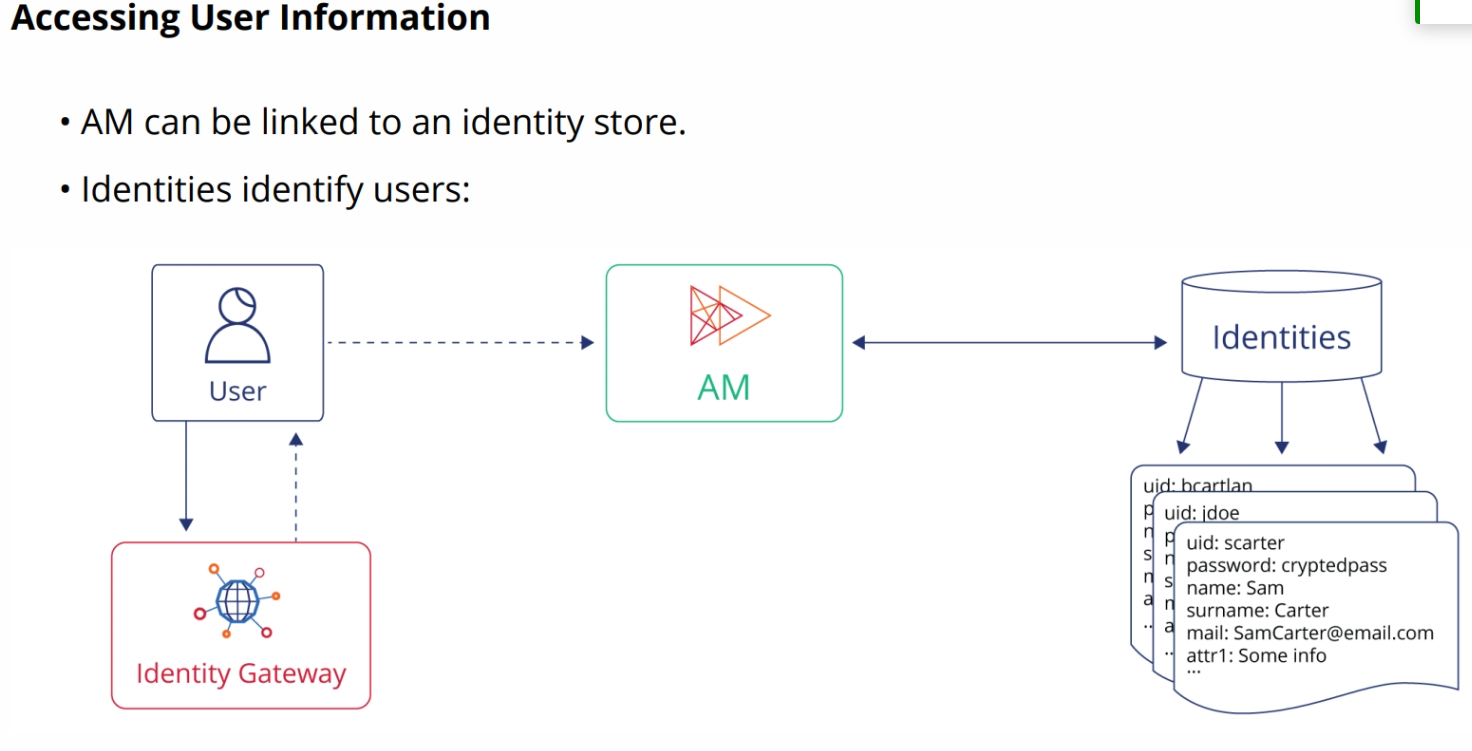 Accessing User Information
• AM can be linked to an identity store.
• Identities identify users:
User
AM
Identities
Identity Gateway
uid: bcartlan
p
n
s
n
a
..
uid: jdoe
p
n
s
n
a
..
uid: scarter
password: cryptedpass
name: Sam
surname: Carter
mail: SamCarter@email.com
attr1: Some info
...